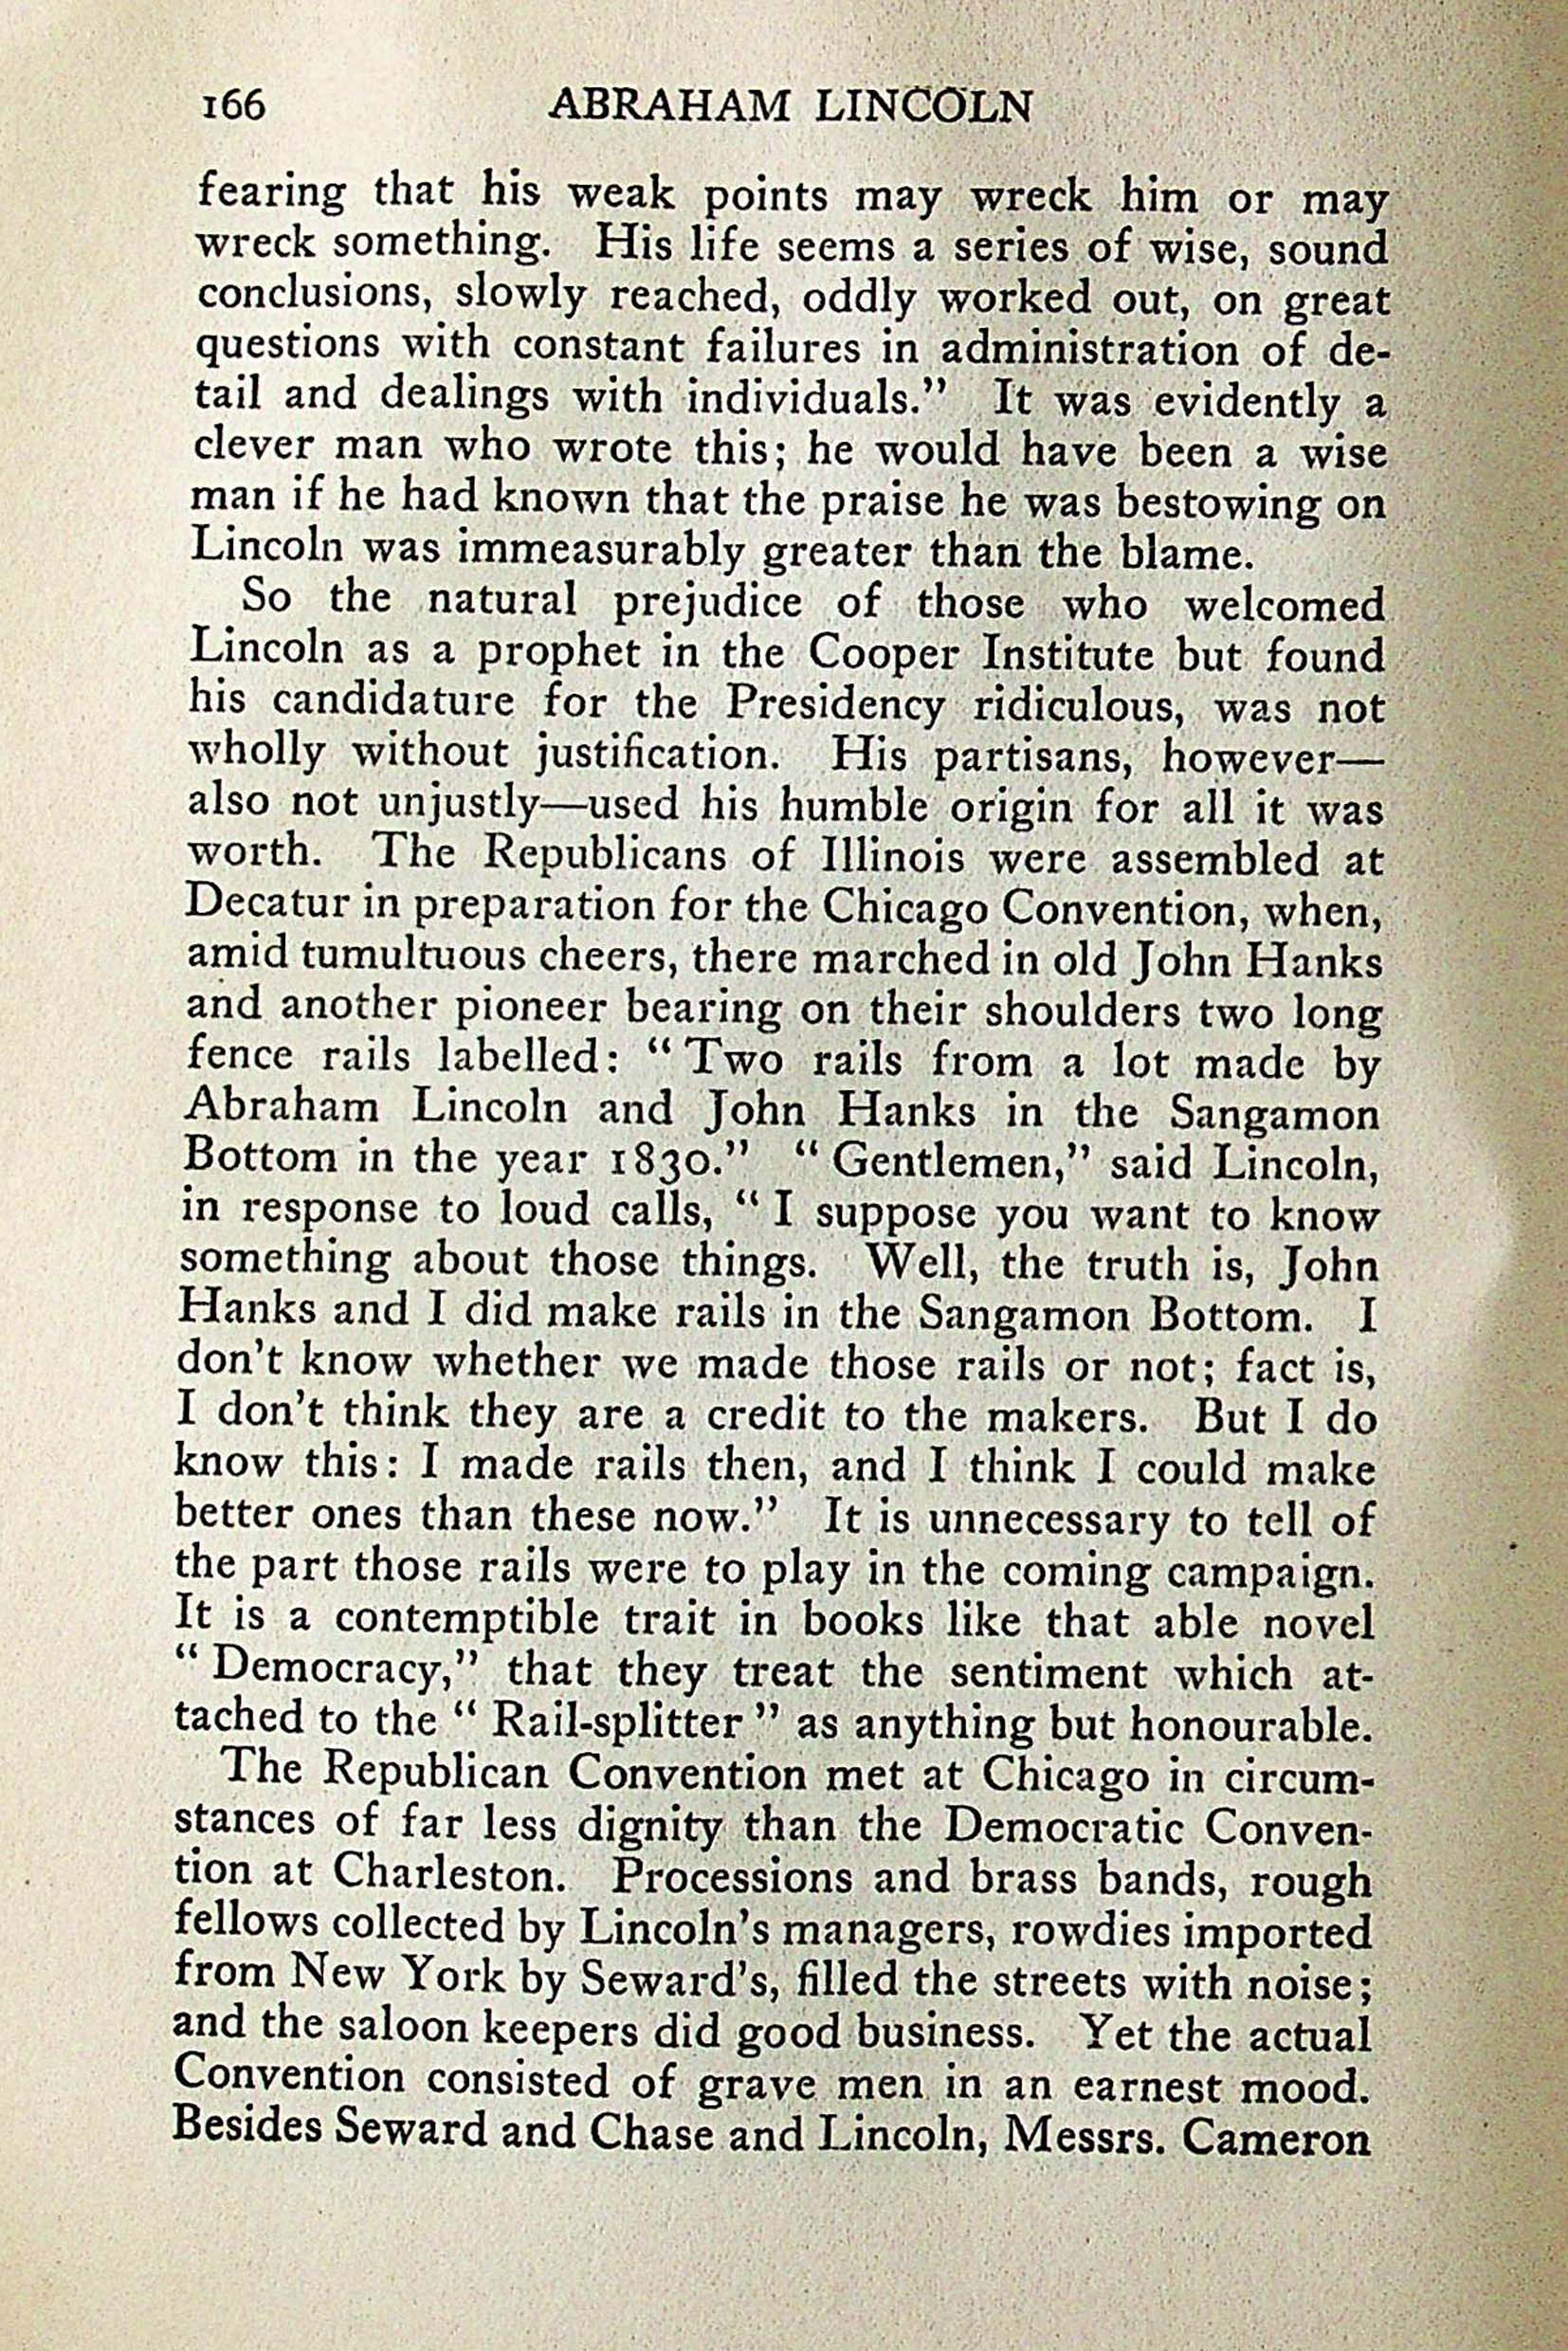 166 ABRAHAM LINCOLN
fearing that his weak points may wreck him or may
wreck something. His life seems a series of wise, sound
conclusions, slowly reached, oddly worked out, on great
questions with constant failures in administration of de-
tail and dealings with individuals.” It was evidently a
clever man who wrote this; he would have been a wise
man if he had known that the praise he was bestowing on
Lincoln was immeasurably greater than the blame.
So the natural prejudice of those who welcomed
Lincoln as a prophet in the Cooper Institute but found
his candidature for the Presidency ridiculous, was not
wholly without justification. His partisans, however—
also not unjustly—used his humble origin for all it was
worth. The Republicans of Illinois were assembled at
Decatur in preparation for the Chicago Convention, when,
amid tumultuous cheers, there marched in old John Hanks
and another pioneer bearing on their shoulders two long
fence rails labelled: “Two rails from a lot made by
Abraham Lincoln and John Hanks in the Sangamon
Bottom in the year 1830.” “Gentlemen,” said Lincoln,
in response to loud calls, “I suppose you want to know
something about those things. Well, the truth is, John
Hanks and I did make rails in the Sangamon Bottom. I
don’t know whether we made those rails or not; fact is,
I don’t think they are a credit to the makers. But I do
know this: I made rails then, and I think I could make
better ones than these now.” It is unnecessary to tell of
the part those rails were to play in the coming campaign.
It is a contemptible trait in books like that able novel
“Democracy,” that they treat the sentiment which at-
tached to the “Rail-splitter” as anything but honourable.
The Republican Convention met at Chicago in circum-
stances of far less dignity than the Democratic Conven-
tion at Charleston. Processions and brass bands, rough
fellows collected by Lincoln’s managers, rowdies imported
from New York by Seward’s, filled the streets with noise;
and the saloon keepers did good business. Yet the actual
Convention consisted of grave men in an earnest mood.
Besides Seward and Chase and Lincoln, Messrs. Cameron